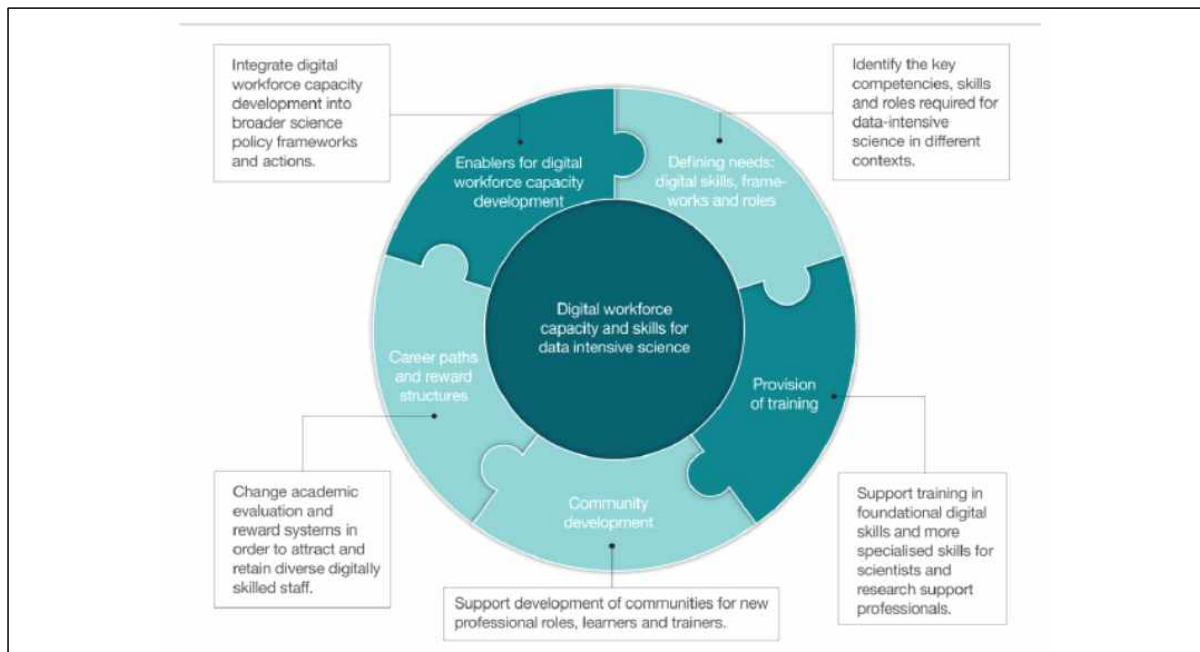 Integrate digital
workforce capacity
development into
broader science
policy frameworks
and actions.
Identify the key
competencies, skills
and roles required for
data-intensive
science in different
contexts.
Enablers for digital
workforce capacity
development
Defining needs:
digital skills, frame-
works and roles
Digital workforce
capacity and skills for
data intensive science
Career paths
and reward
structures
Provision
of training
Community
development
Change academic
evaluation and
reward systems in
order to attract and
retain diverse digitally
skilled staff.
Support development of communities for new
professional roles, learners and trainers.
Support training in
foundational digital
skills and more
specialised skills for
scientists and
research support
professionals.